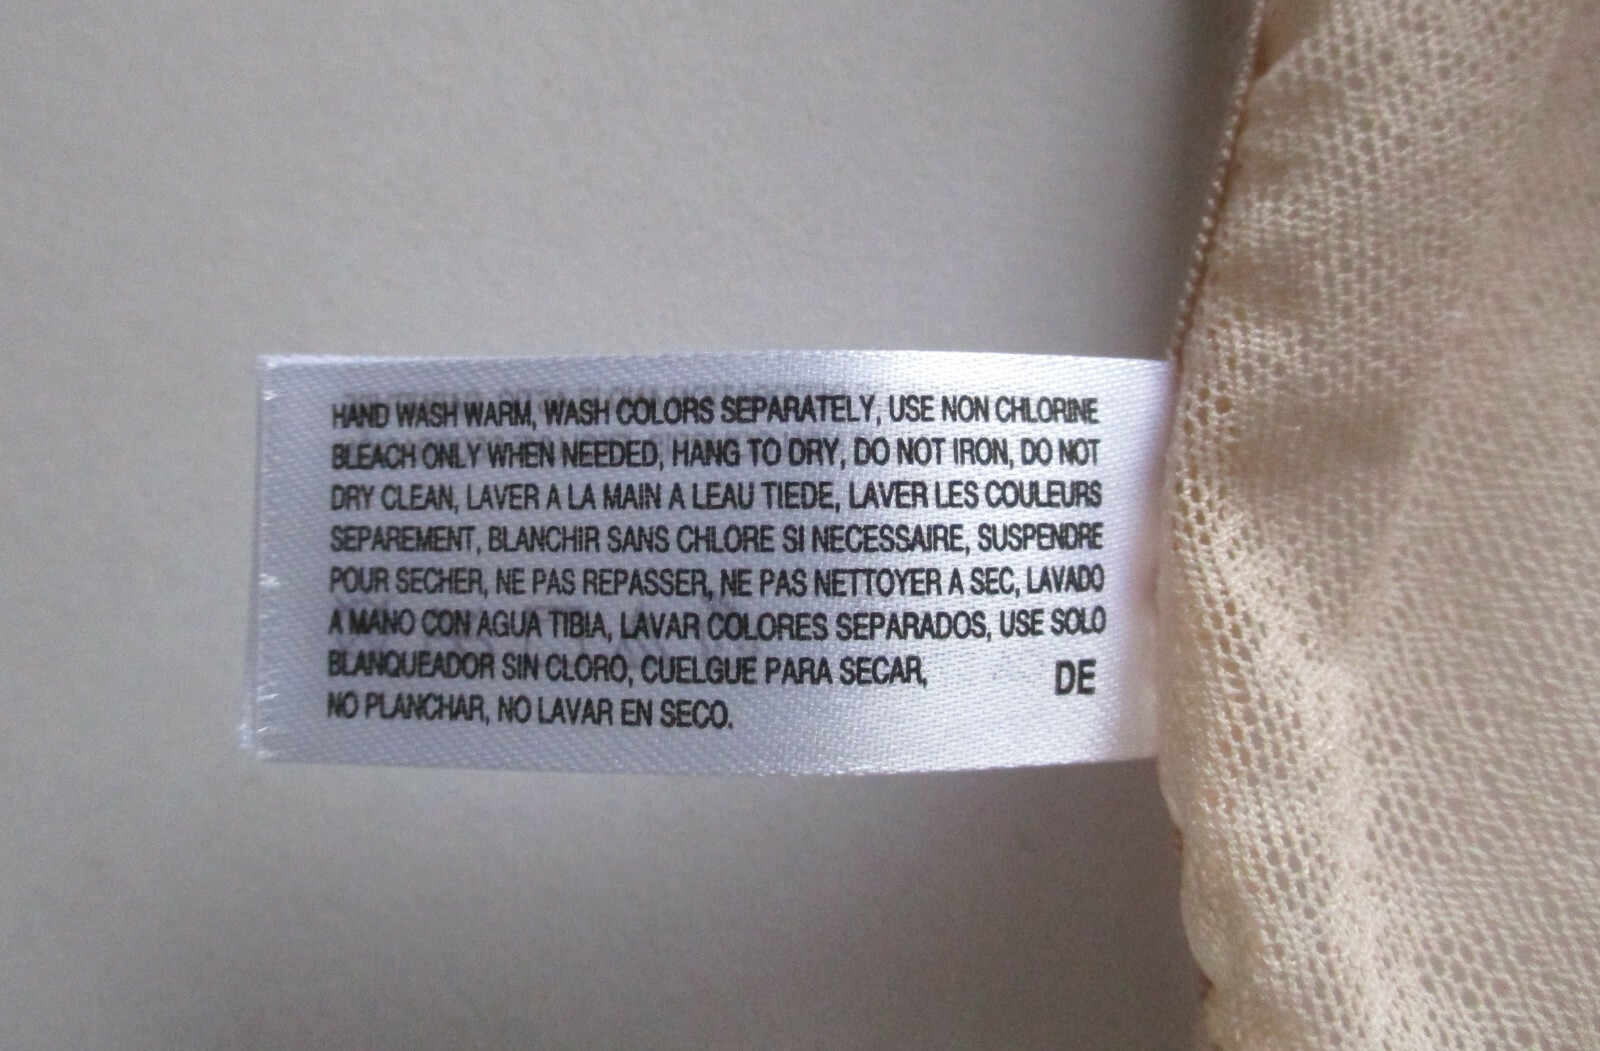 HAND WASH WARM, WASH COLORS SEPARATELY, USE NON CHLORINE
BLEACH ONLY WHEN NEEDED, HANG TO DRY, DO NOT IRON, DO NOT
DRY CLEAN, LAVER A LA MAIN A LEAU TIEDE, LAVER LES COULEURS
SEPAREMENT, BLANCHIR SANS CHLORE SI NECESSAIRE, SUSPENDRE
POUR SECHER, NE PAS REPASSER, NE PAS NETTOYER A SEC, LAVADO
A MANO CON AGUA TIBIA, LAVAR COLORES SEPARADOS, USE SOLO
BLANQUEADOR SIN CLORO, CUELGUE PARA SECAR,
DE
NO PLANCHAR, NO LAVAR EN SECO.